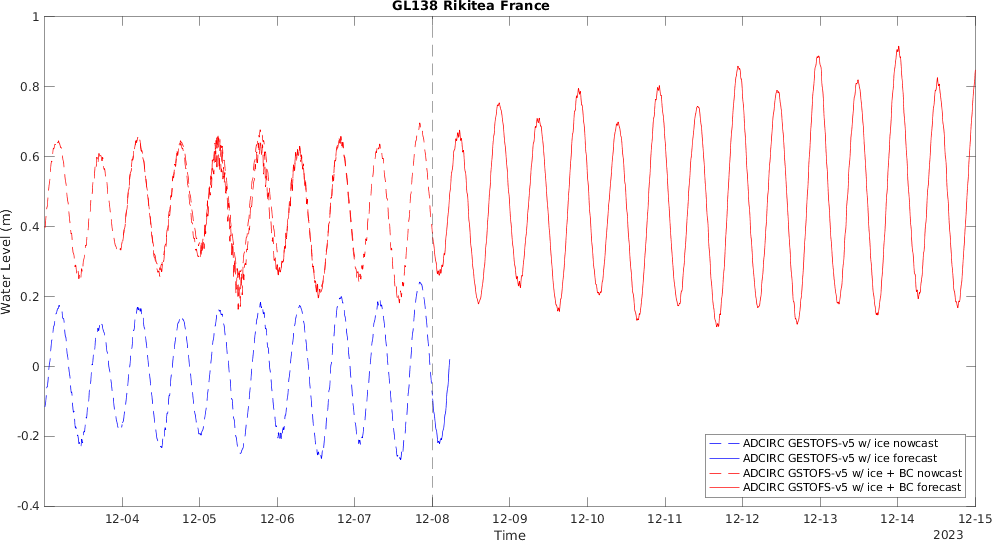 GL138 Rikitea France
1
0.8
0.6
0.4
0.2
0
-0.2
-0.4
Water Level (m)
ADCIRC GESTOFS-v5 w/ ice nowcast
ADCIRC GESTOFS-v5 w/ ice forecast
ADCIRC GSTOFS-v5 w/ ice + BC nowcast
ADCIRC GSTOFS-v5 w/ ice + BC forecast
12-04 12-05 12-06 12-07 12-08 12-09 12-10 12-11 12-12 12-13 12-14 12-15
Time
2023